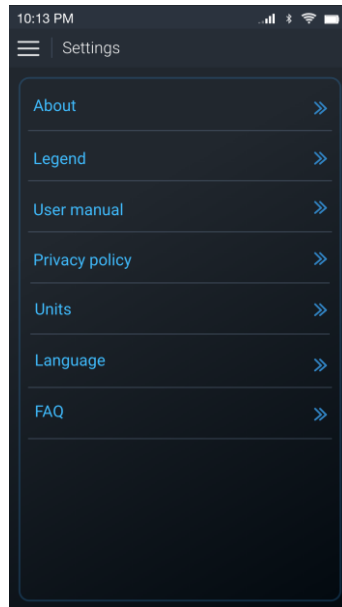 10:13 PM
Settings
About
Legend
User manual
Privacy policy
Units
Language
FAQ